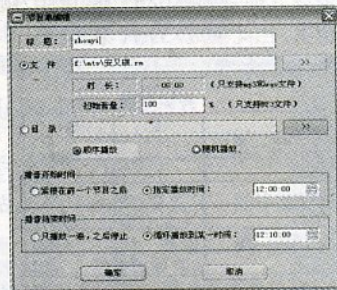 节目单编辑
标 题： zhouyi
文 件 f:\mtv\安又琪.rm >>
时 长： 00:00 （只支持mp3和wav文件）
初始音量： 100 % （只支持MP3文件）
目 录 >>
顺序播放 随机播放
播音开始时间
紧接在前一个节目之后 指定播放时间： 12:00:00
播音持续时间
只播放一遍，之后停止 循环播放到某一时间： 12:10:00
确定 取消